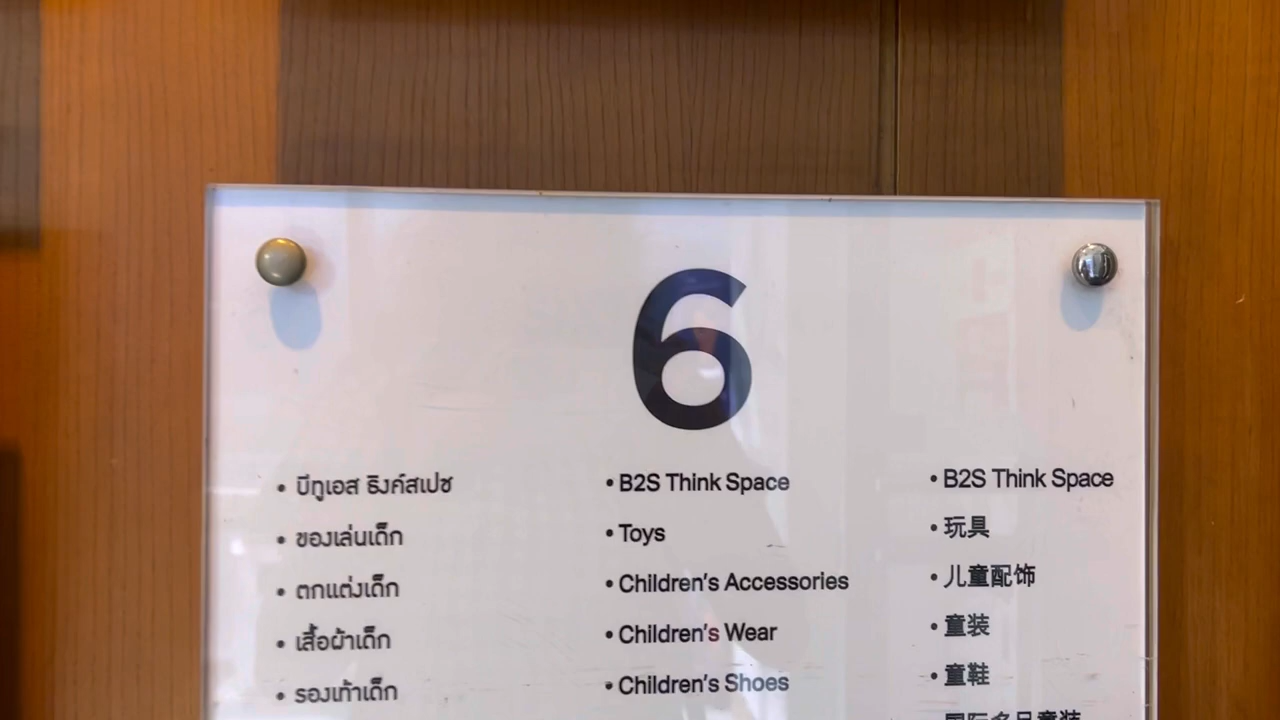 6
• บีทูเอส ธิงค์สเปซ
• ของเล่นเด็ก
• ตกแต่งเด็ก
• เสื้อผ้าเด็ก
• รองเท้าเด็ก
• B2S Think Space
• Toys
• Children's Accessories
• Children's Wear
• Children's Shoes
• B2S Think Space
• 玩具
• 儿童配饰
• 童装
• 童鞋